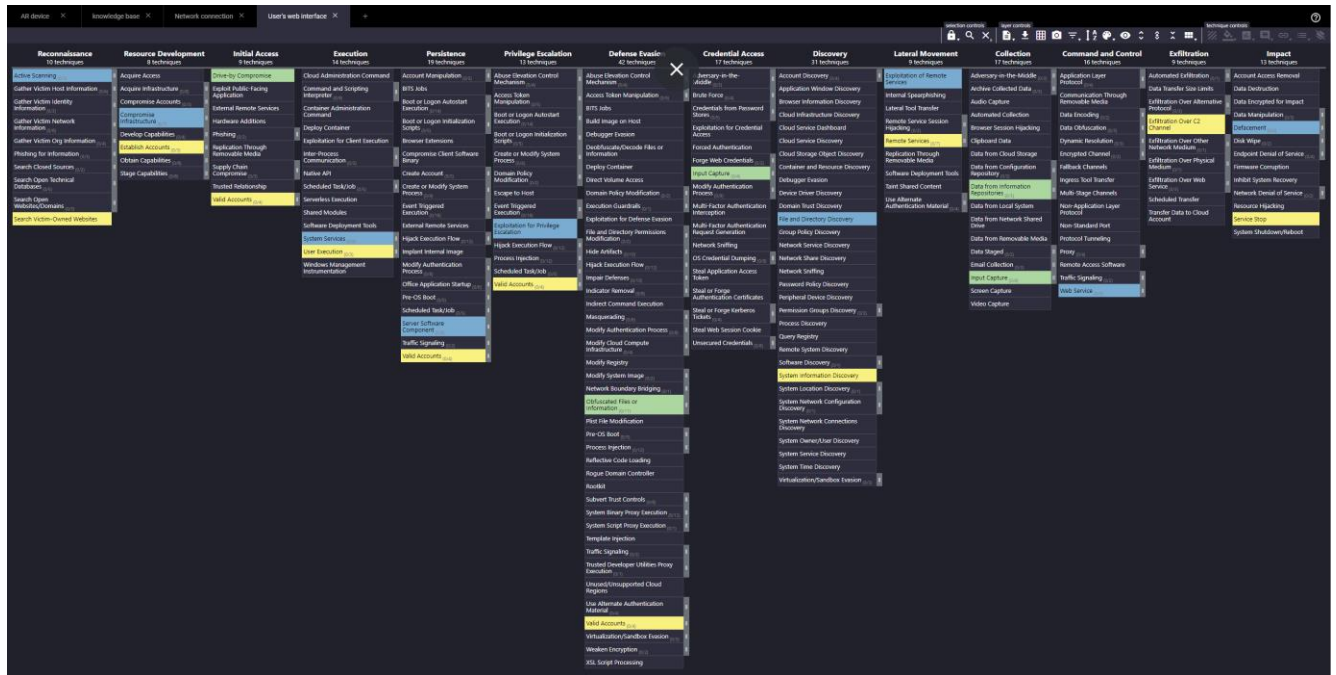 All device ×
knowledge base ×
Network connection ×
User's web interface ×
+
selection controls
layer controls
technique controls
Reconnaissance
10 techniques
Active Scanning
Gather Victim Host Information
Gather Victim Identity
Information
Gather Victim Network
Information
Gather Victim Org Information
Phishing for Information
Search Closed Sources
Search Open Technical
Databases
Search Open
Websites/Domains
Search Victim-Owned Websites
Resource Development
8 techniques
Acquire Access
Acquire Infrastructure
Compromise Accounts
Compromise
Infrastructure
Develop Capabilities
Establish Accounts
Obtain Capabilities
Stage Capabilities
Initial Access
9 techniques
Drive-by Compromise
Exploit Public-Facing
Application
External Remote Services
Hardware Additions
Phishing
Replication Through
Removable Media
Supply Chain
Compromise
Trusted Relationship
Valid Accounts
Execution
14 techniques
Cloud Administration Command
Command and Scripting
Interpreter
Container Administration
Command
Deploy Container
Exploitation for Client Execution
Inter-Process
Communication
Native API
Scheduled Task/Job
Serverless Execution
Shared Modules
Software Deployment Tools
System Services
User Execution
Windows Management
Instrumentation
Persistence
19 techniques
Account Manipulation
BITS Jobs
Boot or Logon Autostart
Execution
Boot or Logon Initialization
Scripts
Browser Extensions
Compromise Client Software
Binary
Create Account
Create or Modify System
Process
Event Triggered
Execution
External Remote Services
Hijack Execution Flow
Implant Internal Image
Modify Authentication
Process
Office Application Startup
Pre-OS Boot
Scheduled Task/Job
Server Software
Component
Traffic Signaling
Valid Accounts
Privilege Escalation
13 techniques
Abuse Elevation Control
Mechanism
Access Token
Manipulation
Boot or Logon Autostart
Execution
Boot or Logon Initialization
Scripts
Create or Modify System
Process
Domain Policy
Modification
Escape to Host
Event Triggered
Execution
Exploitation for Privilege
Escalation
Hijack Execution Flow
Process Injection
Scheduled Task/Job
Valid Accounts
Defense Evasion
42 techniques
Abuse Elevation Control
Mechanism
Access Token Manipulation
BITS Jobs
Build Image on Host
Debugger Evasion
Deobfuscate/Decode Files or
Information
Deploy Container
Direct Volume Access
Domain Policy Modification
Execution Guardrails
Exploitation for Defense Evasion
File and Directory Permissions
Modification
Hide Artifacts
Hijack Execution Flow
Impair Defenses
Indicator Removal
Indirect Command Execution
Masquerading
Modify Authentication Process
Modify Cloud Compute
Infrastructure
Modify Registry
Modify System Image
Network Boundary Bridging
Obfuscated Files or
Information
Plist File Modification
Pre-OS Boot
Process Injection
Reflective Code Loading
Rogue Domain Controller
Rootkit
Subvert Trust Controls
System Binary Proxy Execution
System Script Proxy Execution
Template Injection
Traffic Signaling
Trusted Developer Utilities Proxy
Execution
Unused/Unsupported Cloud
Regions
Use Alternate Authentication
Material
Valid Accounts
Virtualization/Sandbox Evasion
Weaken Encryption
XSL Script Processing
Credential Access
17 techniques
Adversary-in-the-
Middle
Brute Force
Credentials from Password
Stores
Exploitation for Credential
Access
Forced Authentication
Forge Web Credentials
Input Capture
Modify Authentication
Process
Multi-Factor Authentication
Interception
Multi-Factor Authentication
Request Generation
Network Sniffing
OS Credential Dumping
Steal Application Access
Token
Steal or Forge
Authentication Certificates
Steal or Forge Kerberos
Tickets
Steal Web Session Cookie
Unsecured Credentials
Discovery
31 techniques
Account Discovery
Application Window Discovery
Browser Information Discovery
Cloud Infrastructure Discovery
Cloud Service Dashboard
Cloud Service Discovery
Cloud Storage Object Discovery
Container and Resource Discovery
Debugger Evasion
Device Driver Discovery
Domain Trust Discovery
File and Directory Discovery
Group Policy Discovery
Network Service Discovery
Network Share Discovery
Network Sniffing
Password Policy Discovery
Peripheral Device Discovery
Permission Groups Discovery
Process Discovery
Query Registry
Remote System Discovery
Software Discovery
System Information Discovery
System Location Discovery
System Network Configuration
Discovery
System Network Connections
Discovery
System Owner/User Discovery
System Service Discovery
System Time Discovery
Virtualization/Sandbox Evasion
Lateral Movement
9 techniques
Exploitation of Remote
Services
Internal Spearphishing
Lateral Tool Transfer
Remote Service Session
Hijacking
Remote Services
Replication Through
Removable Media
Software Deployment Tools
Taint Shared Content
Use Alternate
Authentication Material
Collection
17 techniques
Adversary-in-the-Middle
Archive Collected Data
Audio Capture
Automated Collection
Browser Session Hijacking
Clipboard Data
Data from Cloud Storage
Data from Configuration
Repository
Data from Information
Repositories
Data from Local System
Data from Network Shared
Drive
Data from Removable Media
Data Staged
Email Collection
Input Capture
Screen Capture
Video Capture
Command and Control
16 techniques
Application Layer
Protocol
Communication Through
Removable Media
Data Encoding
Data Obfuscation
Dynamic Resolution
Encrypted Channel
Fallback Channels
Ingress Tool Transfer
Multi-Stage Channels
Non-Application Layer
Protocol
Non-Standard Port
Protocol Tunneling
Proxy
Remote Access Software
Traffic Signaling
Web Service
Exfiltration
9 techniques
Automated Exfiltration
Data Transfer Size Limits
Exfiltration Over Alternative
Protocol
Exfiltration Over C2
Channel
Exfiltration Over Other
Network Medium
Exfiltration Over Physical
Medium
Exfiltration Over Web
Service
Scheduled Transfer
Transfer Data to Cloud
Account
Impact
13 techniques
Account Access Removal
Data Destruction
Data Encrypted for Impact
Data Manipulation
Defacement
Disk Wipe
Endpoint Denial of Service
Firmware Corruption
Inhibit System Recovery
Network Denial of Service
Resource Hijacking
Service Stop
System Shutdown/Reboot